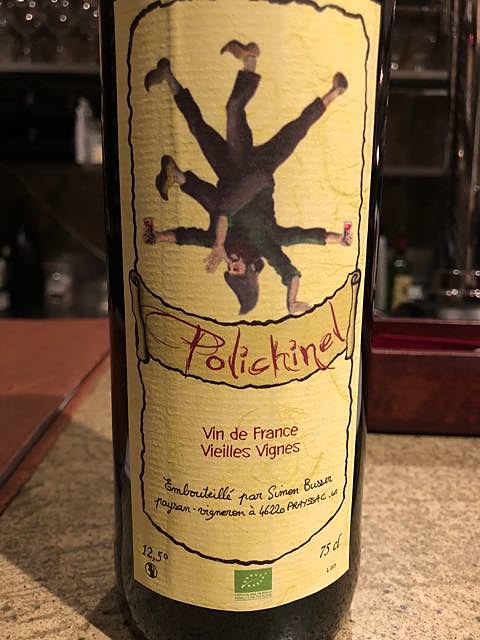 Polichinel
Vin de France
Vieilles Vignes
Embouteillé par Simon Busser
paysan-vigneron à 46220 PRAYSSAC
12,5°
75 cl